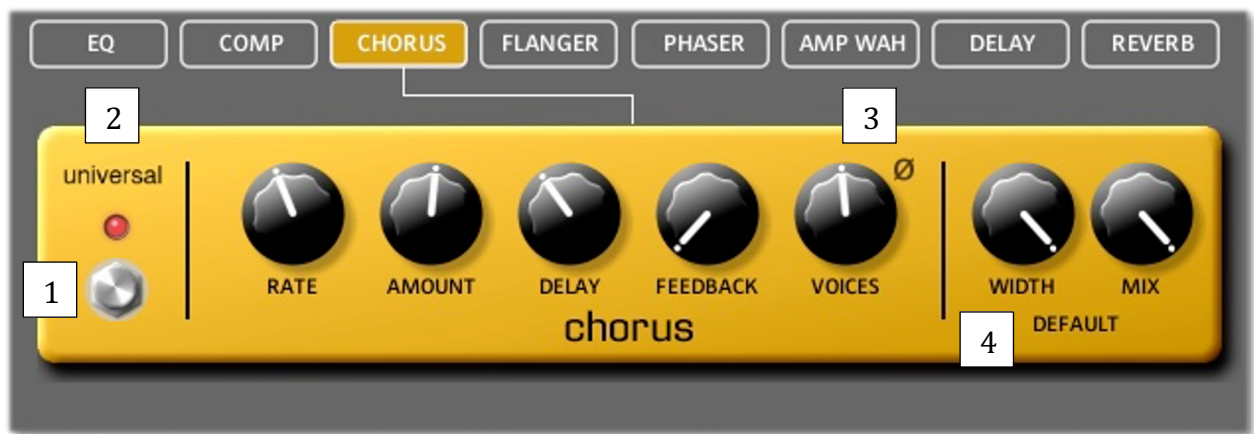 EQ COMP CHORUS FLANGER PHASER AMP WAH DELAY REVERB
2 3
universal Ø
1 RATE AMOUNT DELAY FEEDBACK VOICES WIDTH MIX
chorus 4 DEFAULT